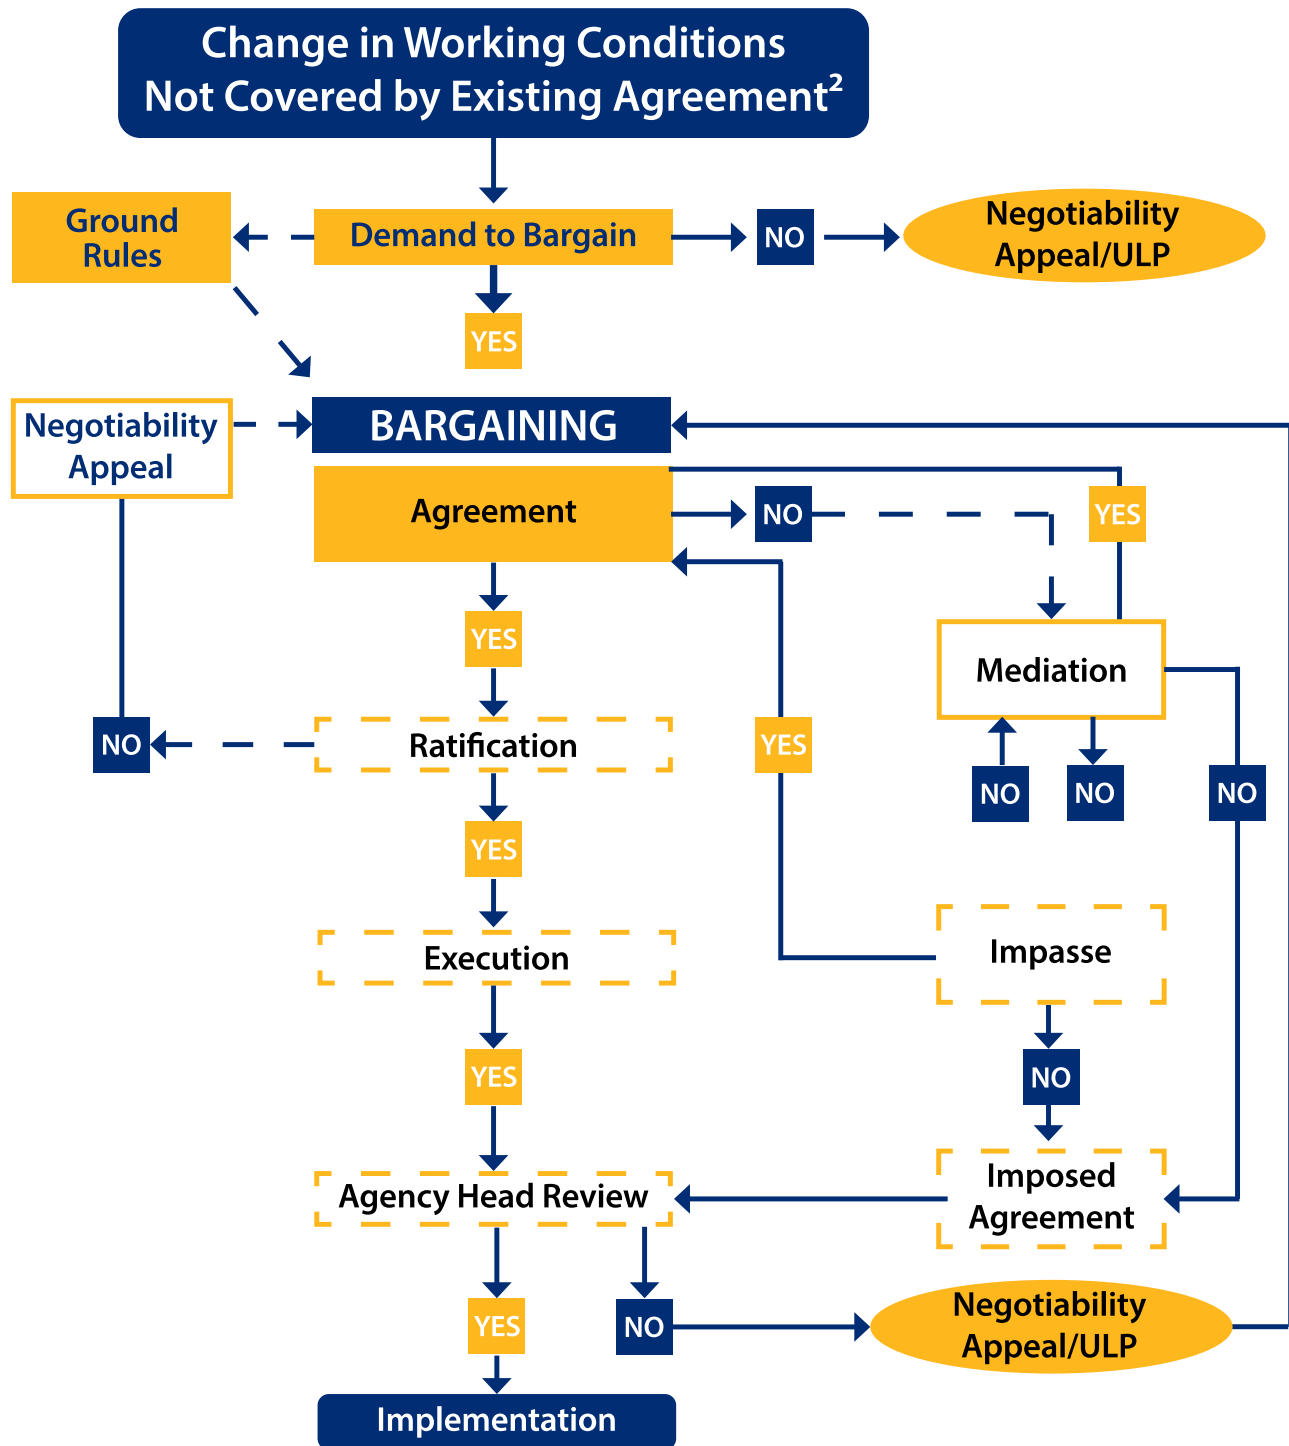 Change in Working Conditions
Not Covered by Existing Agreement²
Ground
Rules
Demand to Bargain
NO
Negotiability
Appeal/ULP
YES
Negotiability
Appeal
BARGAINING
Agreement
NO
YES
YES
Mediation
NO
Ratification
YES
NO
NO
NO
YES
Execution
Impasse
YES
NO
Agency Head Review
Imposed
Agreement
YES
NO
Negotiability
Appeal/ULP
Implementation